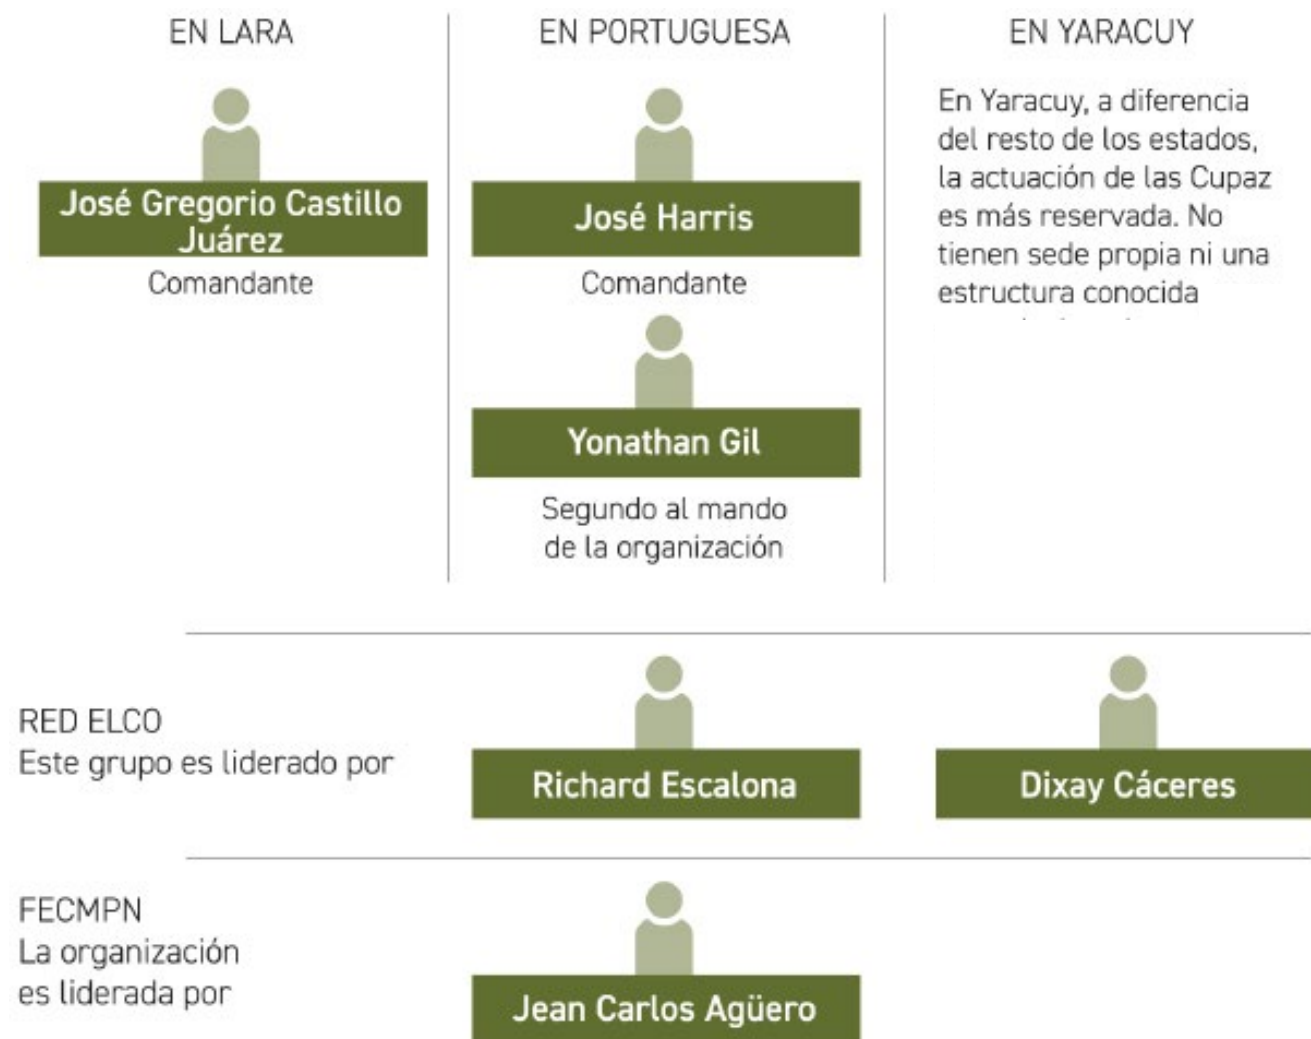 EN LARA
José Gregorio Castillo
Juárez
Comandante
EN PORTUGUESA
José Harris
Comandante
Yonathan Gil
Segundo al mando
de la organización
EN YARACUY
En Yaracuy, a diferencia
del resto de los estados,
la actuación de las Cupaz
es más reservada. No
tienen sede propia ni una
estructura conocida
RED ELCO
Este grupo es liderado por
Richard Escalona
Dixay Cáceres
FECMPN
La organización
es liderada por
Jean Carlos Agüero